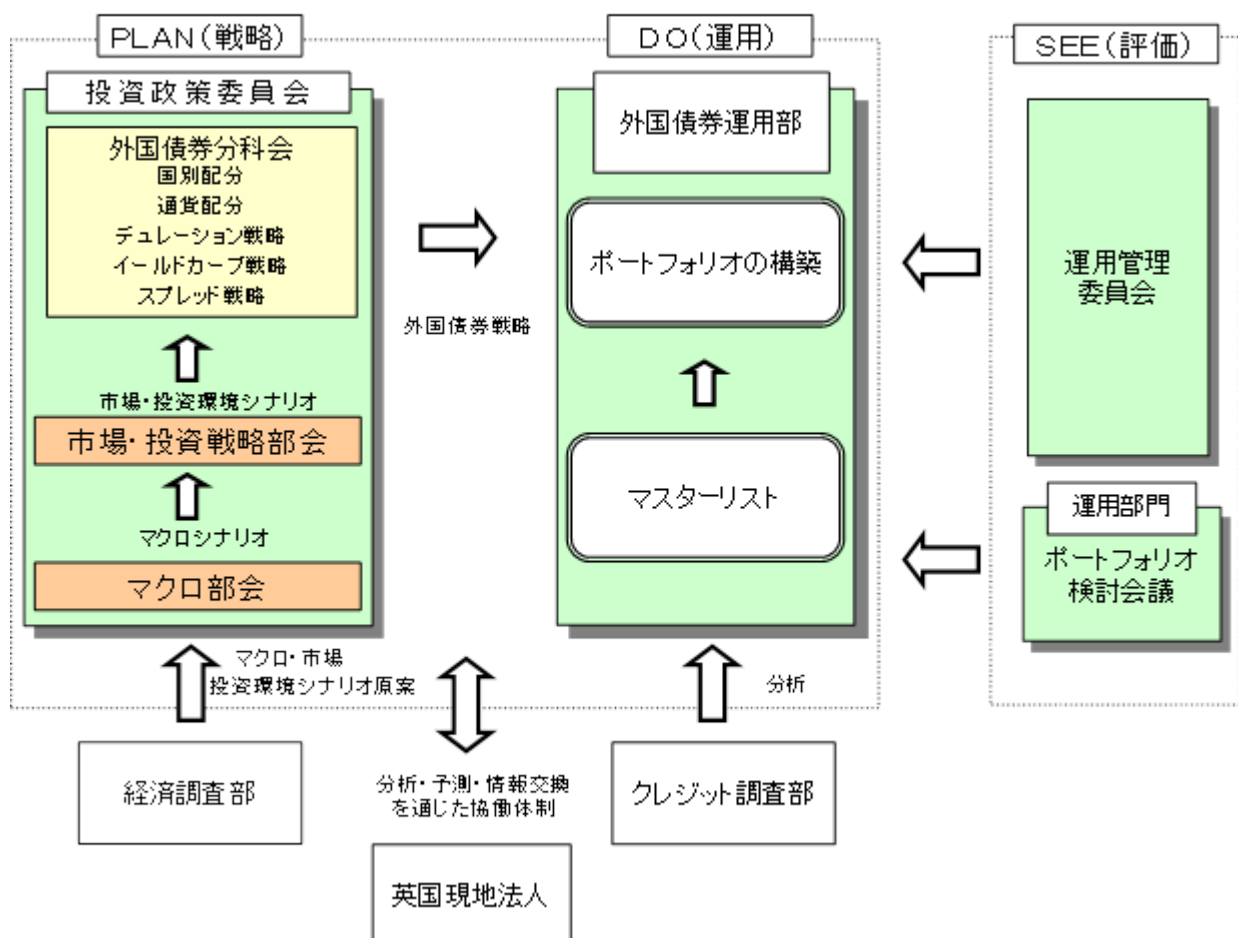 PLAN(戦略)
投資政策委員会
外国債券分科会
国別配分
通貨配分
デュレーション戦略
イールドカーブ戦略
スプレッド戦略
市場・投資環境シナリオ
市場・投資戦略部会
マクロシナリオ
マクロ部会
マクロ・市場
投資環境シナリオ原案
経済調査部
外国債券戦略
DO(運用)
外国債券運用部
ポートフォリオの構築
マスターリスト
分析
クレジット調査部
分析・予測・情報交換
を通じた協働体制
英国現地法人
SEE(評価)
運用管理
委員会
運用部門
ポートフォリオ
検討会議